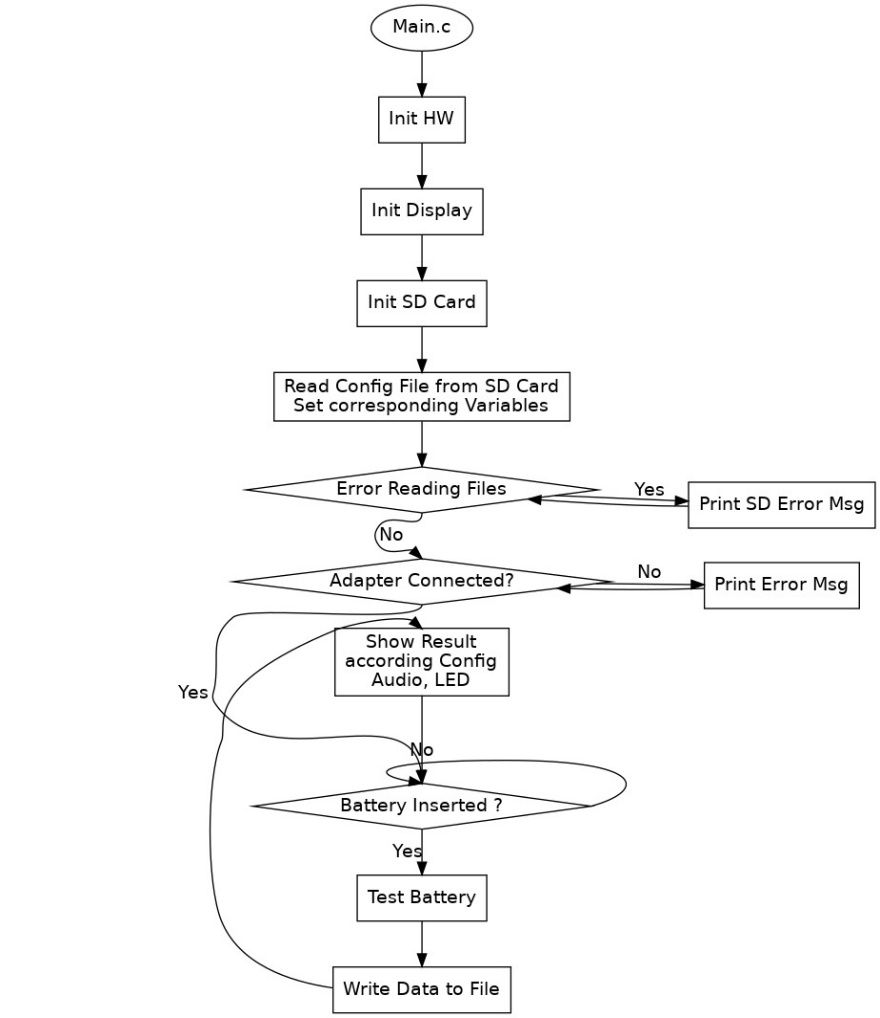 Main.c
Init HW
Init Display
Init SD Card
Read Config File from SD Card
Set corresponding Variables
Error Reading Files
Yes
Print SD Error Msg
No
Adapter Connected?
No
Print Error Msg
Show Result
according Config
Audio, LED
Yes
No
Battery Inserted ?
Yes
Test Battery
Write Data to File